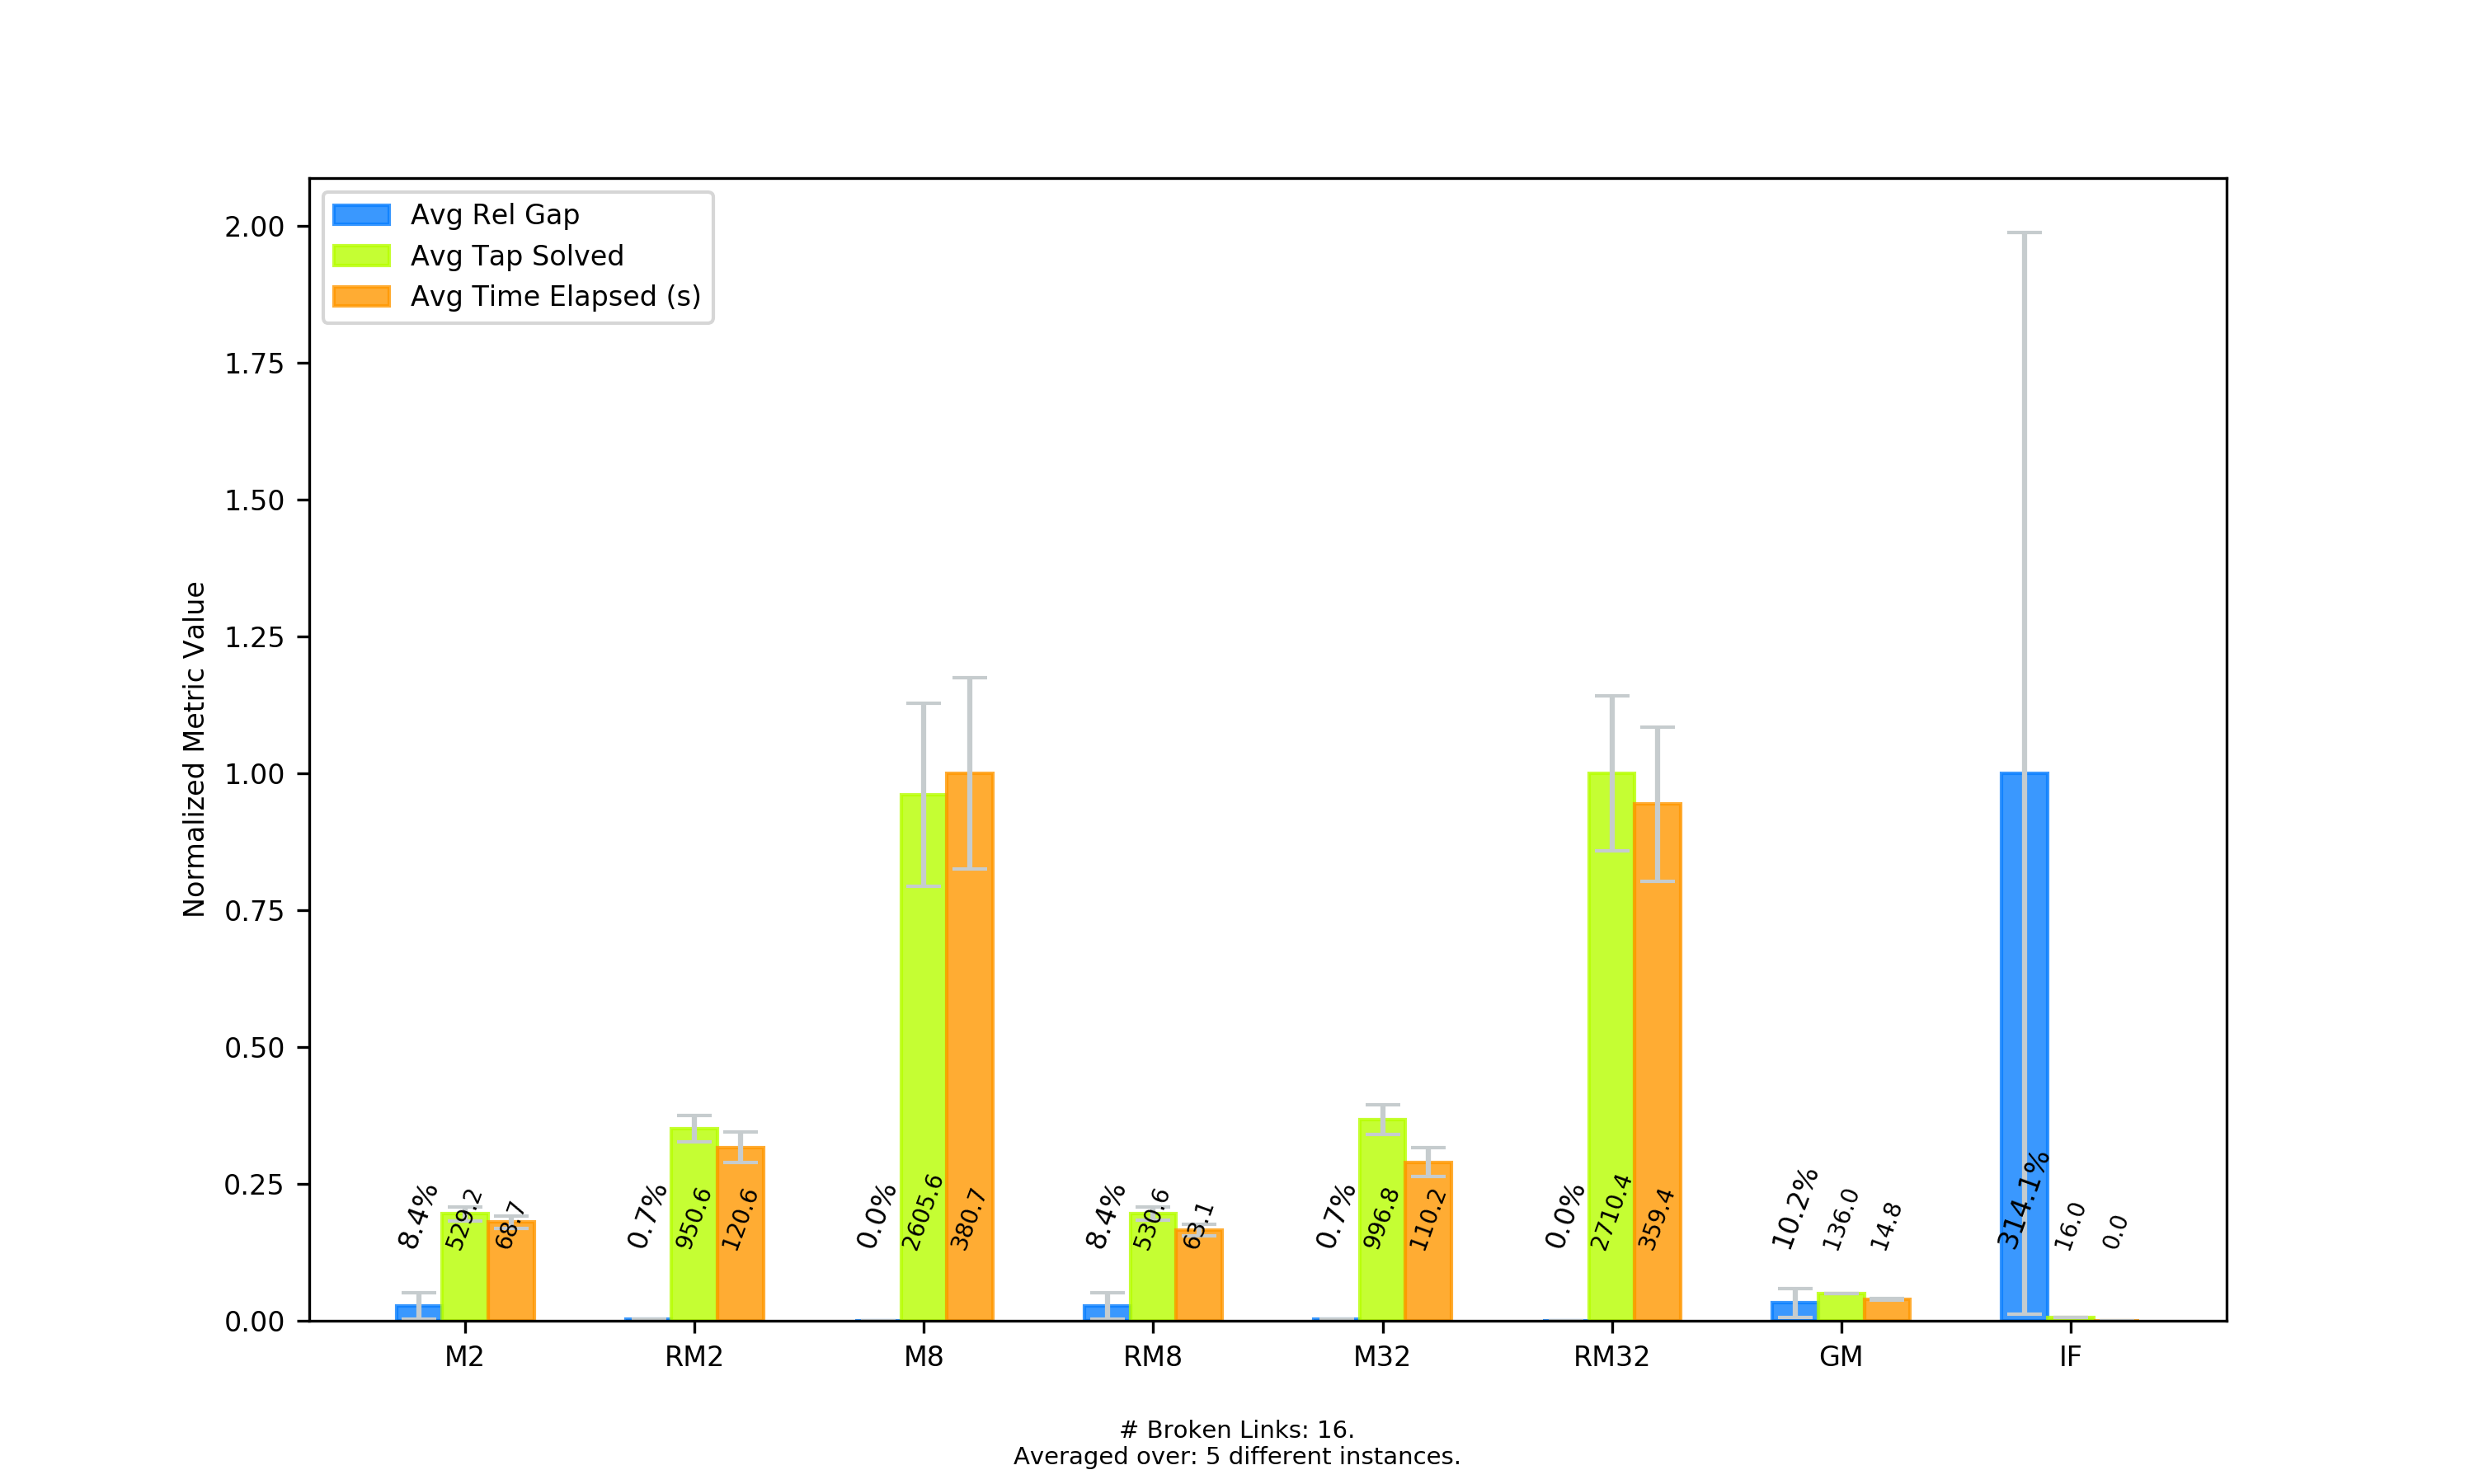 Avg Rel Gap
Avg Tap Solved
Avg Time Elapsed (s)
Normalized Metric Value
2.00
1.75
1.50
1.25
1.00
0.75
0.50
0.25
0.00
8.4% 529.2 68.7 0.7% 950.6 120.6 0.0% 2605.6 380.7 8.4% 530.6 63.1 0.7% 996.8 110.2 0.0% 2710.4 359.4 10.2% 136.0 14.8 314.1% 16.0 0.0
M2 RM2 M8 RM8 M32 RM32 GM IF
# Broken Links: 16.
Averaged over: 5 different instances.